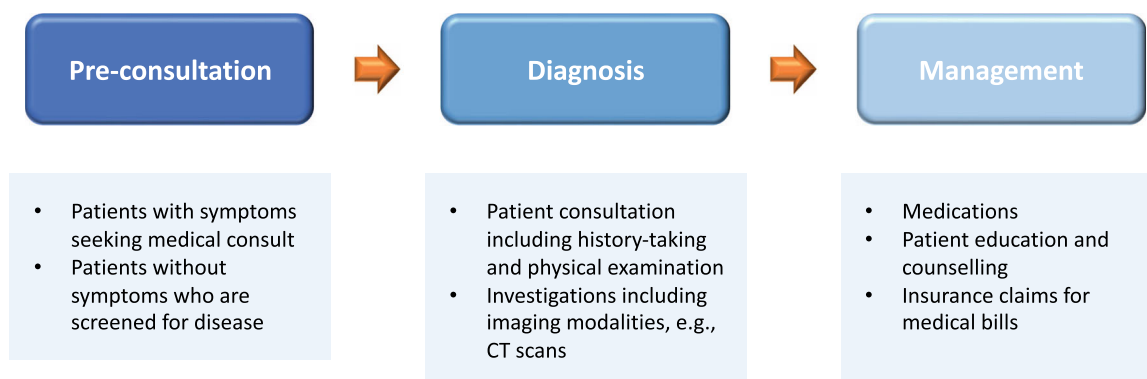 Pre-consultation
Diagnosis
Management
• Patients with symptoms
seeking medical consult
• Patients without
symptoms who are
screened for disease
• Patient consultation
including history-taking
and physical examination
• Investigations including
imaging modalities, e.g.,
CT scans
• Medications
• Patient education and
counselling
• Insurance claims for
medical bills